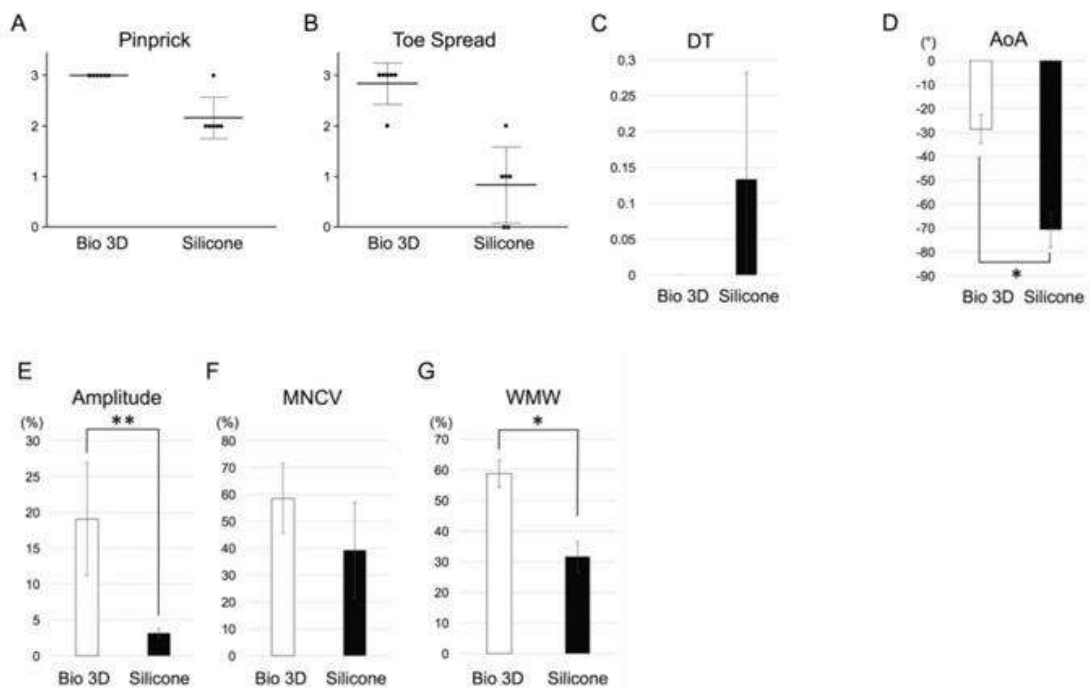 A
Pinprick
3
2
1
0
Bio 3D Silicone
B
Toe Spread
3
2
1
0
Bio 3D Silicone
C
DT
0.3
0.25
0.2
0.15
0.1
0.05
0
Bio 3D Silicone
D
AoA
(°)
0
-10
-20
-30
-40
-50
-60
-70
-80
-90
*
Bio 3D Silicone
E
Amplitude
(%)
**
30
25
20
15
10
5
0
Bio 3D Silicone
F
MNCV
(%)
80
70
60
50
40
30
20
10
0
Bio 3D Silicone
G
WMW
(%)
*
70
60
50
40
30
20
10
0
Bio 3D Silicone